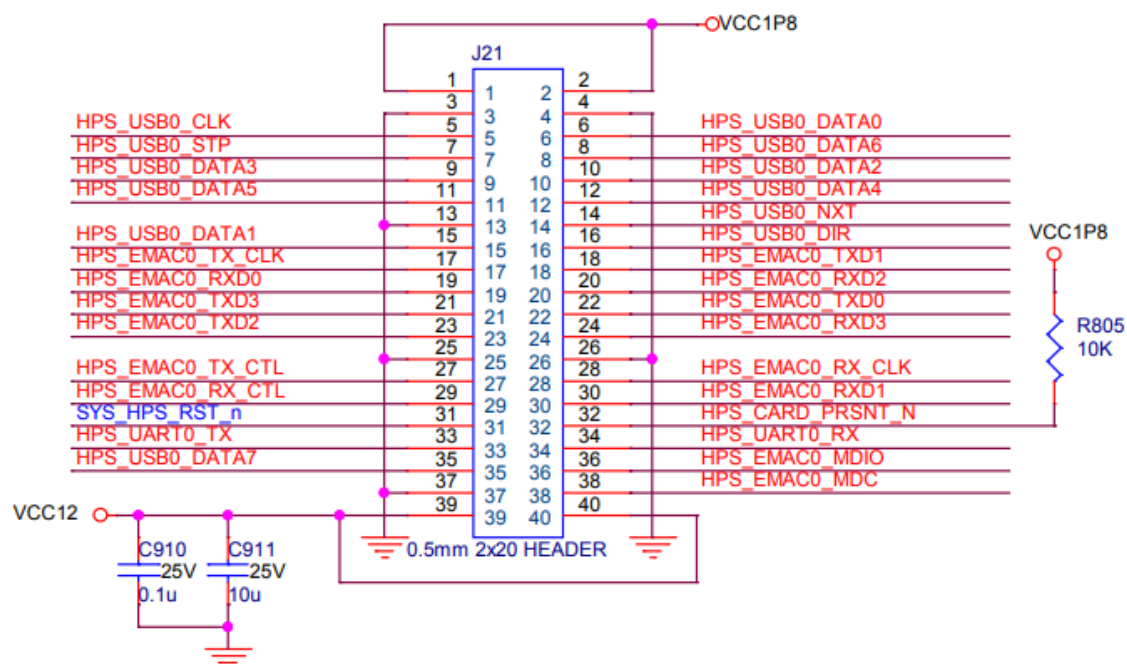 VCC1P8
J21
1 1 2 2
3 3 4 4
HPS_USB0_CLK 5 5 6 6 HPS_USB0_DATA0
HPS_USB0_STP 7 7 8 8 HPS_USB0_DATA6
HPS_USB0_DATA3 9 9 10 10 HPS_USB0_DATA2
HPS_USB0_DATA5 11 11 12 12 HPS_USB0_DATA4
13 13 14 14 HPS_USB0_NXT
HPS_USB0_DATA1 15 15 16 16 HPS_USB0_DIR
VCC1P8
HPS_EMAC0_TX_CLK 17 17 18 18 HPS_EMAC0_TXD1
HPS_EMAC0_RXD0 19 19 20 20 HPS_EMAC0_RXD2
HPS_EMAC0_TXD3 21 21 22 22 HPS_EMAC0_TXD0
HPS_EMAC0_TXD2 23 23 24 24 HPS_EMAC0_RXD3
R805
10K
25 25 26 26
HPS_EMAC0_TX_CTL 27 27 28 28 HPS_EMAC0_RX_CLK
HPS_EMAC0_RX_CTL 29 29 30 30 HPS_EMAC0_RXD1
SYS_HPS_RST_n 31 31 32 32 HPS_CARD_PRSNT_N
HPS_UART0_TX 33 33 34 34 HPS_UART0_RX
HPS_USB0_DATA7 35 35 36 36 HPS_EMAC0_MDIO
37 37 38 38 HPS_EMAC0_MDC
VCC12 39 39 40 40
0.5mm 2x20 HEADER
C910 C911
25V 25V
0.1u 10u